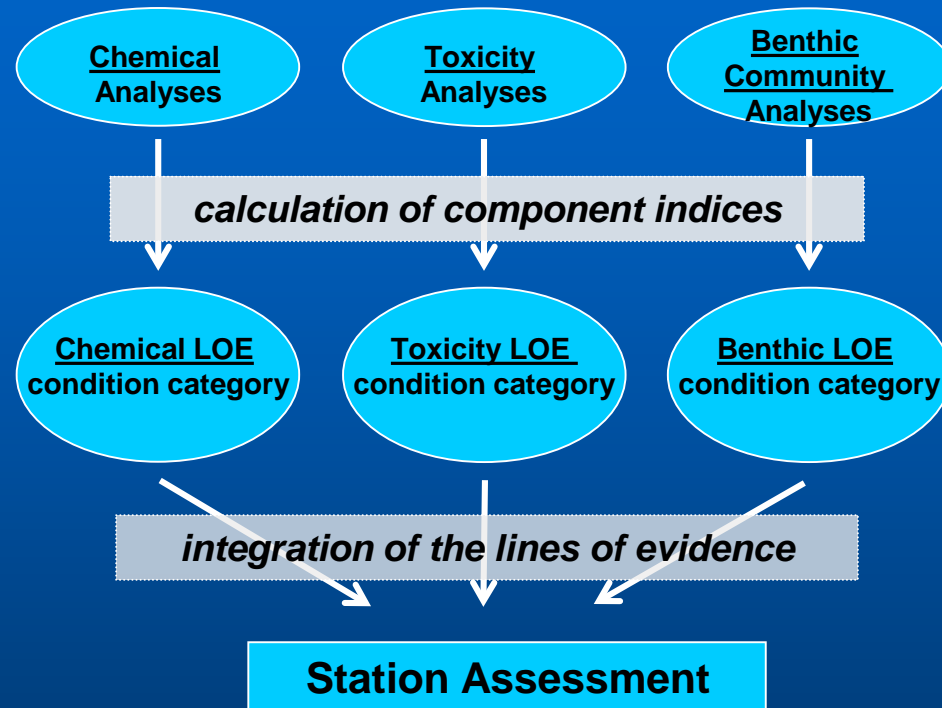 Chemical
Analyses
Toxicity
Analyses
Benthic
Community
Analyses
calculation of component indices
Chemical LOE
condition category
Toxicity LOE
condition category
Benthic LOE
condition category
integration of the lines of evidence
Station Assessment